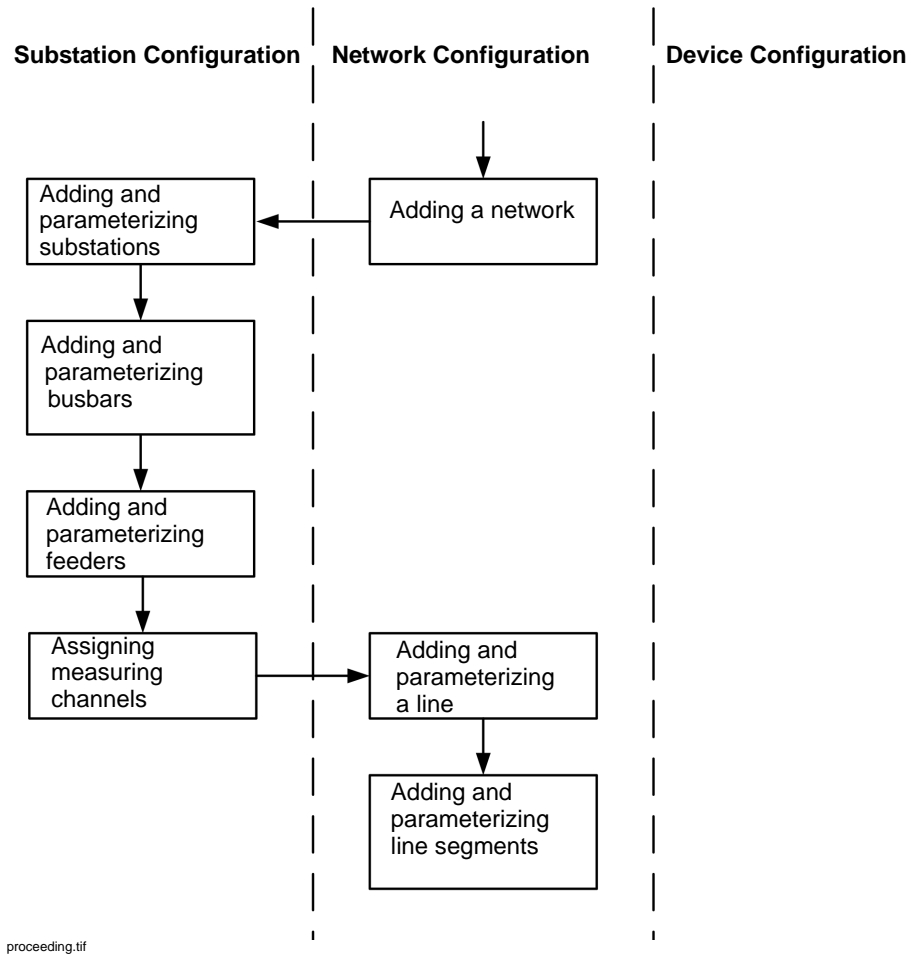 Substation Configuration
Network Configuration
Device Configuration
Adding a network
Adding and
parameterizing
substations
Adding and
parameterizing
busbars
Adding and
parameterizing
feeders
Assigning
measuring
channels
Adding and
parameterizing
a line
Adding and
parameterizing
line segments
proceeding.tif